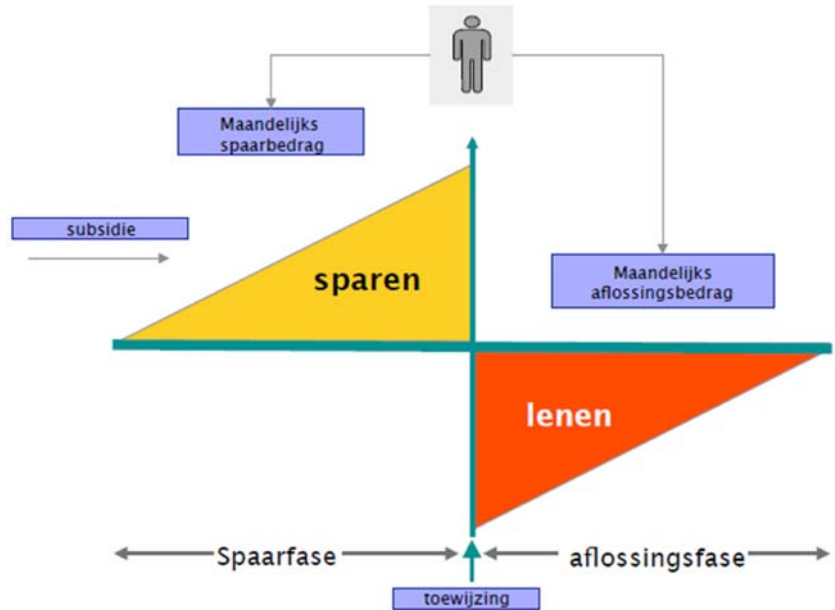 Maandelijks
spaarbedrag
subsidie
sparen
Maandelijks
aflossingsbedrag
lenen
Spaarfase
aflossingsfase
toewijzing